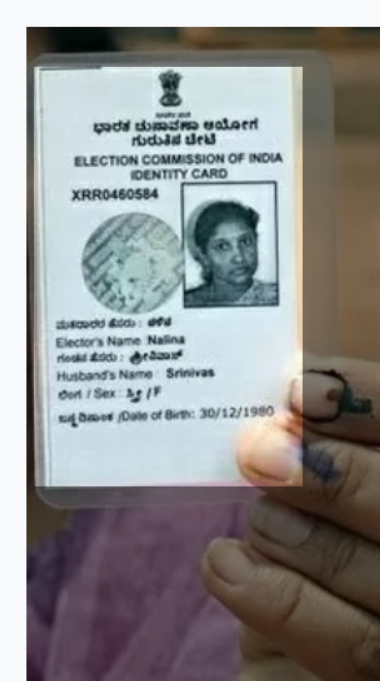 ಭಾರತ ಚುನಾವಣಾ ಆಯೋಗ
ಗುರುತಿನ ಚೀಟಿ
ELECTION COMMISSION OF INDIA
IDENTITY CARD
XRR0460584
ಮತದಾರರ ಹೆಸರು :
Elector's Name Nalina
ಗಂಡನ ಹೆಸರು : ಶ್ರೀನಿವಾಸ್
Husband's Name : Srinivas
ಲಿಂಗ / Sex : ಸ್ತ್ರೀ / F
ಜನ್ಮ ದಿನಾಂಕ /Date of Birth: 30/12/1980